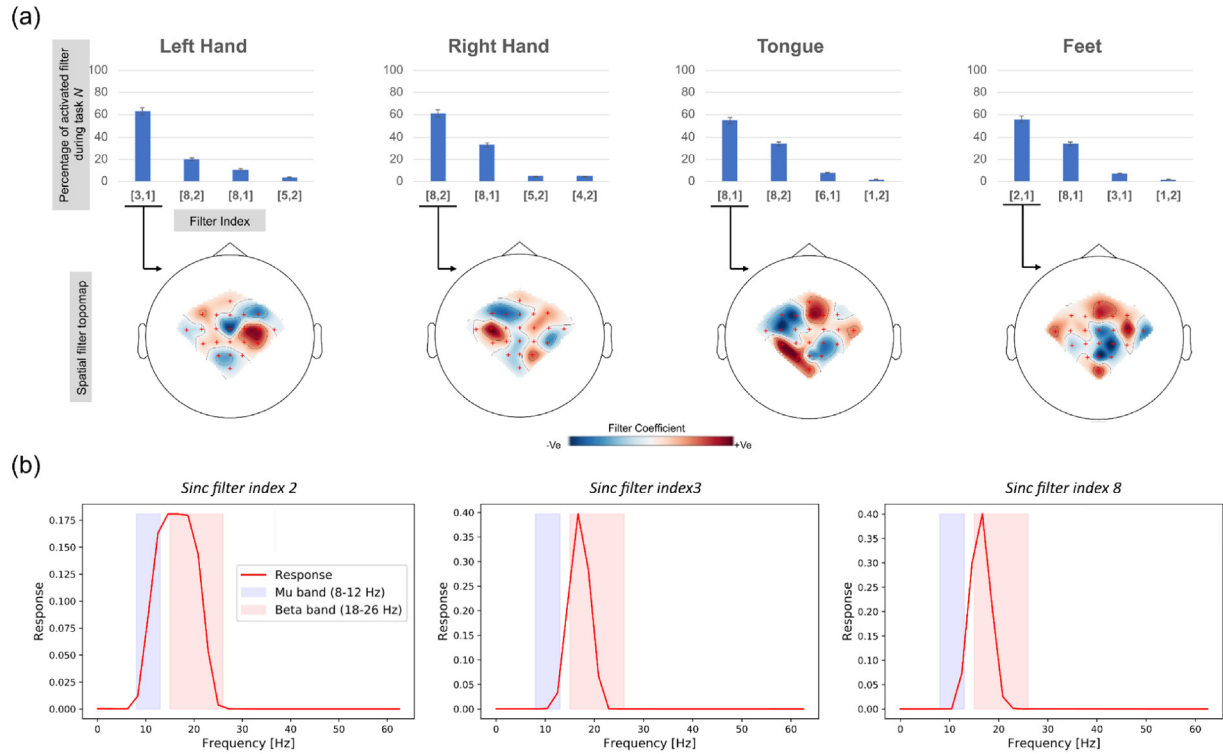 (a)
Left Hand Right Hand Tongue Feet
Percentage of activated filter
during task N
100 100 100 100
80 80 80 80
60 60 60 60
40 40 40 40
20 20 20 20
0 0 0 0
[3,1] [8,2] [8,1] [5,2] [8,2] [8,1] [5,2] [4,2] [8,1] [8,2] [6,1] [1,2] [2,1] [8,1] [3,1] [1,2]
Filter Index
Spatial filter topomap
Filter Coefficient
-Ve +Ve
(b)
Sinc filter index 2 Sinc filter index3 Sinc filter index 8
Response
0.175
0.150
0.125
0.100
0.075
0.050
0.025
0.000
0 10 20 30 40 50 60
Frequency [Hz]
Response
Mu band (8-12 Hz)
Beta band (18-26 Hz)
Response
0.40
0.35
0.30
0.25
0.20
0.15
0.10
0.05
0.00
0 10 20 30 40 50 60
Frequency [Hz]
Response
0.40
0.35
0.30
0.25
0.20
0.15
0.10
0.05
0.00
0 10 20 30 40 50 60
Frequency [Hz]